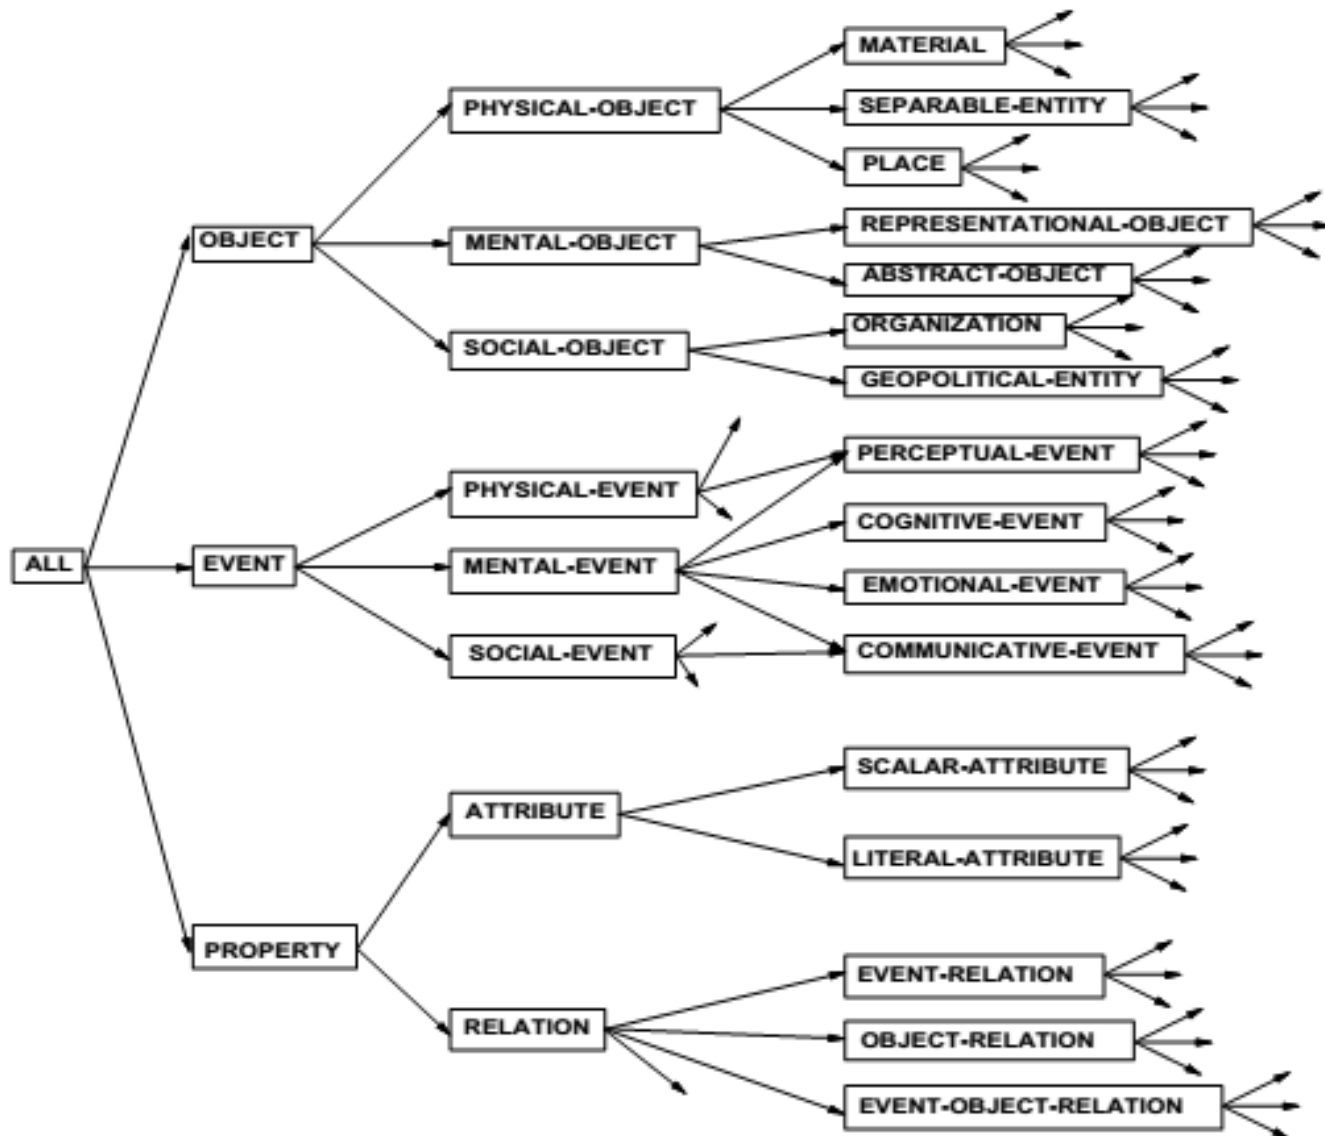 ALL
OBJECT
EVENT
PROPERTY
PHYSICAL-OBJECT
MENTAL-OBJECT
SOCIAL-OBJECT
PHYSICAL-EVENT
MENTAL-EVENT
SOCIAL-EVENT
ATTRIBUTE
RELATION
MATERIAL
SEPARABLE-ENTITY
PLACE
REPRESENTATIONAL-OBJECT
ABSTRACT-OBJECT
ORGANIZATION
GEOPOLITICAL-ENTITY
PERCEPTUAL-EVENT
COGNITIVE-EVENT
EMOTIONAL-EVENT
COMMUNICATIVE-EVENT
SCALAR-ATTRIBUTE
LITERAL-ATTRIBUTE
EVENT-RELATION
OBJECT-RELATION
EVENT-OBJECT-RELATION